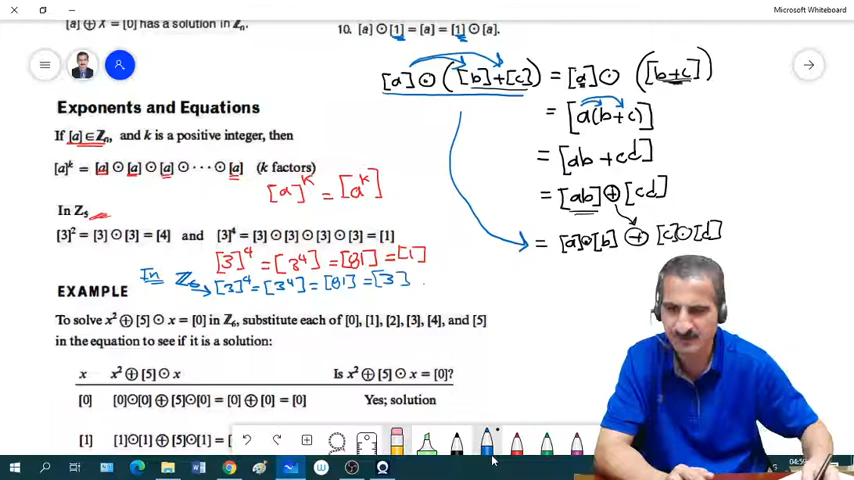 Microsoft Whiteboard
[a] ⊕ X = [0] has a solution in Zn.
10. [a] ⊙ [1] = [a] = [1] ⊙ [a].
[a] ⊙ ([b]+[c]) = [a] ⊙ ([b+c])
= [a(b+c)]
= [ab + cd]
= [ab] ⊕ [cd]
= [a]⊙[b] ⊕ [c]⊙[d]
Exponents and Equations
If [a] ∈ Zn, and k is a positive integer, then
[a]^k = [a] ⊙ [a] ⊙ [a] ⊙ ··· ⊙ [a] (k factors)
[a]^k = [a^k]
In Z5
[3]² = [3] ⊙ [3] = [4] and [3]⁴ = [3] ⊙ [3] ⊙ [3] ⊙ [3] = [1]
[3]⁴ = [3⁴] = [81] = [1]
In Z6 [3]⁴ = [3⁴] = [81] = [3]
EXAMPLE
To solve x² ⊕ [5] ⊙ x = [0] in Z6, substitute each of [0], [1], [2], [3], [4], and [5]
in the equation to see if it is a solution:
x x² ⊕ [5] ⊙ x Is x² ⊕ [5] ⊙ x = [0]?
[0] [0]⊙[0] ⊕ [5]⊙[0] = [0] ⊕ [0] = [0] Yes; solution
[1] [1]⊙[1] ⊕ [5]⊙[1] = [